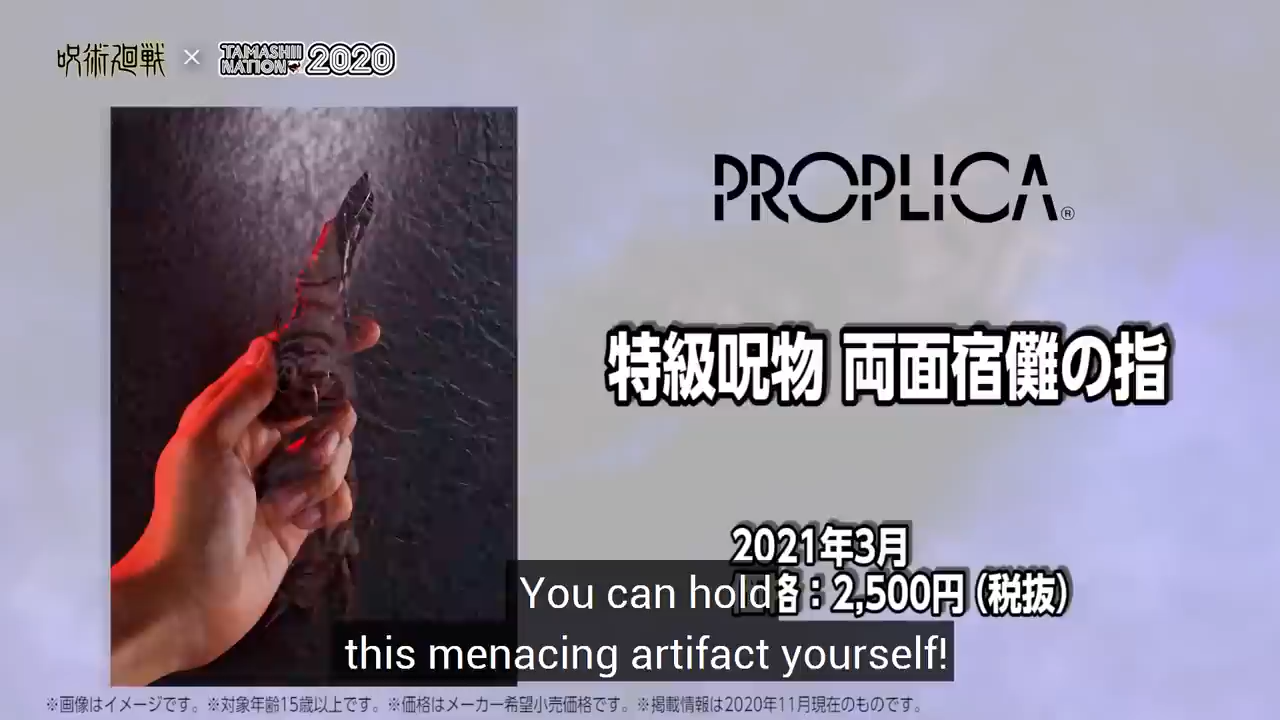 呪術廻戦 × TAMASHII NATION 2020
PROPLICA®
特級呪物 両面宿儺の指
2021年3月
格：2,500円（税抜）
You can hold
this menacing artifact yourself!
※画像はイメージです。※対象年齢15歳以上です。※価格はメーカー希望小売価格です。※掲載情報は2020年11月現在のものです。